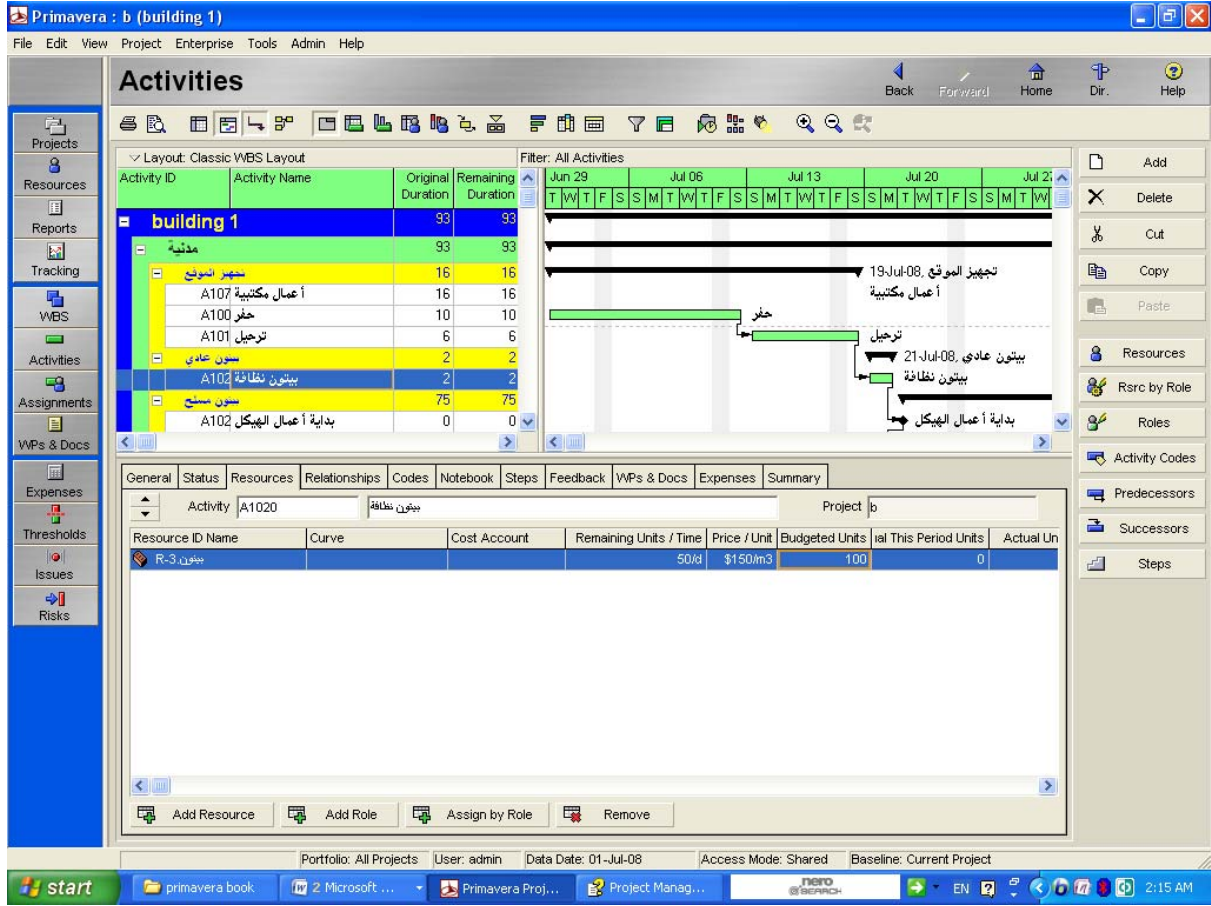 Primavera : b (building 1)
File Edit View Project Enterprise Tools Admin Help
Activities
Back Forward Home Dir. Help
Projects
Resources
Reports
Tracking
WBS
Activities
Assignments
WPs & Docs
Expenses
Thresholds
Issues
Risks
Layout: Classic WBS Layout Filter: All Activities
Activity ID Activity Name Original Duration Remaining Duration Jun 29 Jul 06 Jul 13 Jul 20 Jul 27
T W T F S S M T W T F S S M T W T F S S M T W T F S S M T W
building 1 93 93
مدنية 93 93
تجهيز الموقع 16 16 تجهيز الموقع ,19-Jul-08
A107 أعمال مكتبية 16 16 أعمال مكتبية
A100 حفر 10 10 حفر
A101 ترحيل 6 6 ترحيل
بيتون عادي 2 2 بيتون عادي ,21-Jul-08
A102 بيتون نظافة 2 2 بيتون نظافة
بيتون مسلح 75 75
A102 بداية أعمال الهيكل 0 0 بداية أعمال الهيكل
Add
Delete
Cut
Copy
Paste
Resources
Rsrc by Role
Roles
Activity Codes
Predecessors
Successors
Steps
General Status Resources Relationships Codes Notebook Steps Feedback WPs & Docs Expenses Summary
Activity A1020 بيتون نظافة Project b
Resource ID Name Curve Cost Account Remaining Units / Time Price / Unit Budgeted Units ial This Period Units Actual Un
R-3.بيتون 50/d $150/m3 100 0
Add Resource Add Role Assign by Role Remove
Portfolio: All Projects User: admin Data Date: 01-Jul-08 Access Mode: Shared Baseline: Current Project
start primavera book 2 Microsoft ... Primavera Proj... Project Manag... nero SEARCH EN 2:15 AM